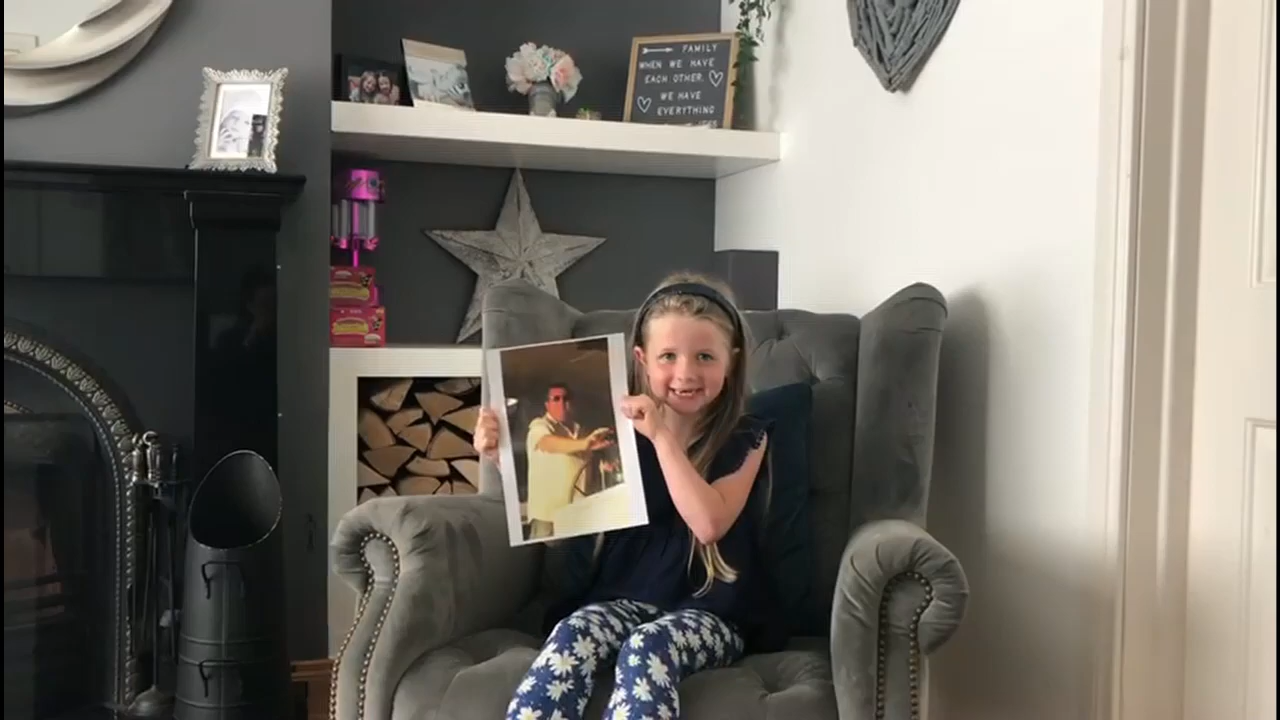 FAMILY
WHEN WE HAVE
EACH OTHER.
WE HAVE
EVERYTHING